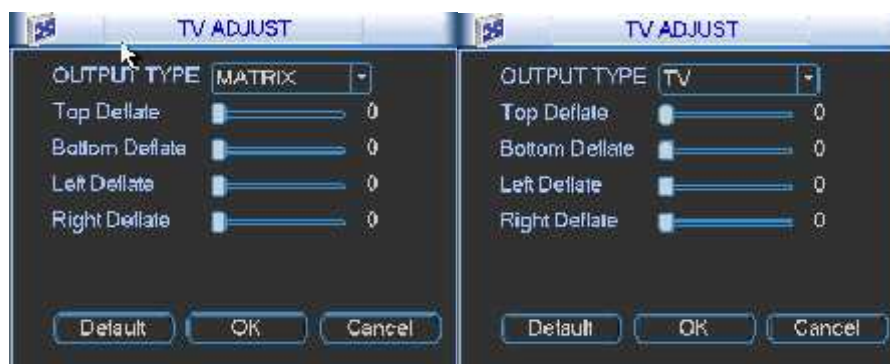 TV ADJUST
OUTPUT TYPE MATRIX
Top Deflate 0
Bottom Deflate 0
Left Deflate 0
Right Deflate 0
Default OK Cancel
TV ADJUST
OUTPUT TYPE TV
Top Deflate 0
Bottom Deflate 0
Left Deflate 0
Right Deflate 0
Default OK Cancel